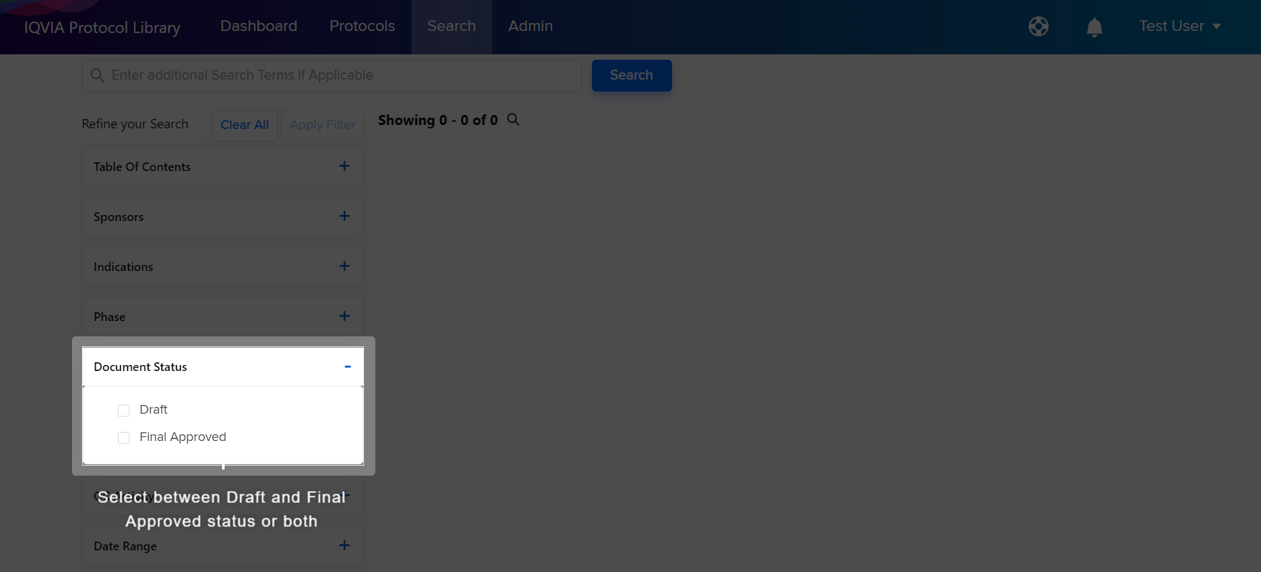 IQVIA Protocol Library Dashboard Protocols Search Admin Test User
Enter additional Search Terms if Applicable Search
Refine your Search Clear All Apply Filter Showing 0 - 0 of 0
Table Of Contents +
Sponsors +
Indications +
Phase +
Document Status -
Draft
Final Approved
Select between Draft and Final
Approved status or both
Date Range +